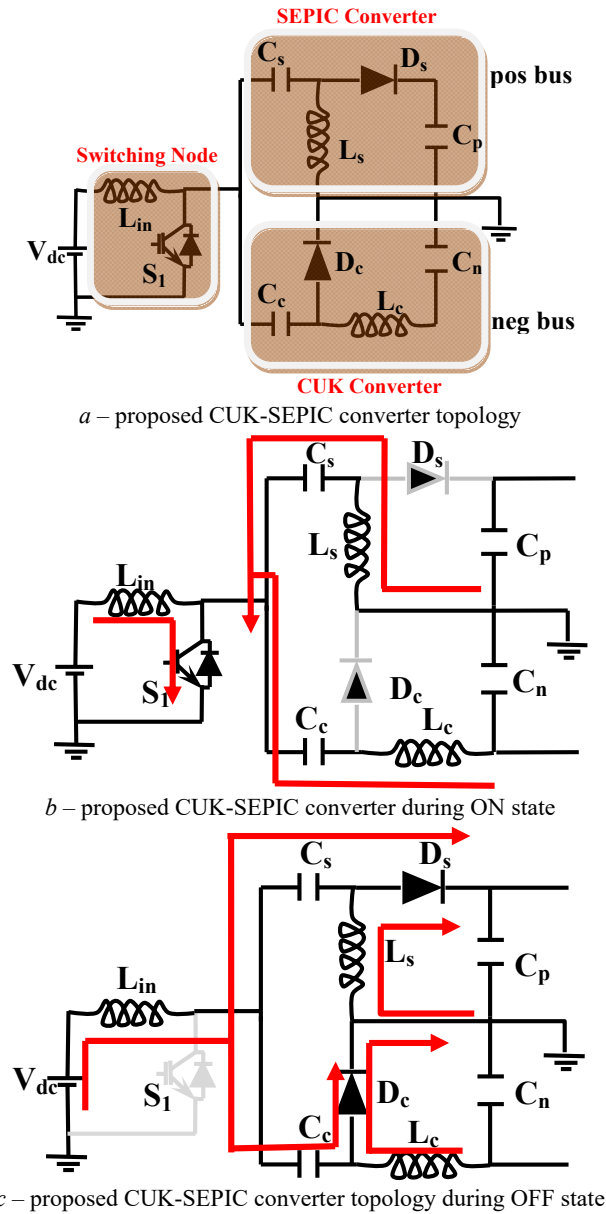 SEPIC Converter
Cs
Ds
pos bus
Ls
Cp
Switching Node
Lin
Vdc
S1
Dc
Cn
Cc
Lc
neg bus
CUK Converter
a – proposed CUK-SEPIC converter topology
Cs
Ds
Ls
Cp
Lin
Vdc
S1
Dc
Cn
Cc
Lc
b – proposed CUK-SEPIC converter during ON state
Cs
Ds
Ls
Cp
Lin
Vdc
S1
Dc
Cn
Cc
Lc
c – proposed CUK-SEPIC converter topology during OFF state